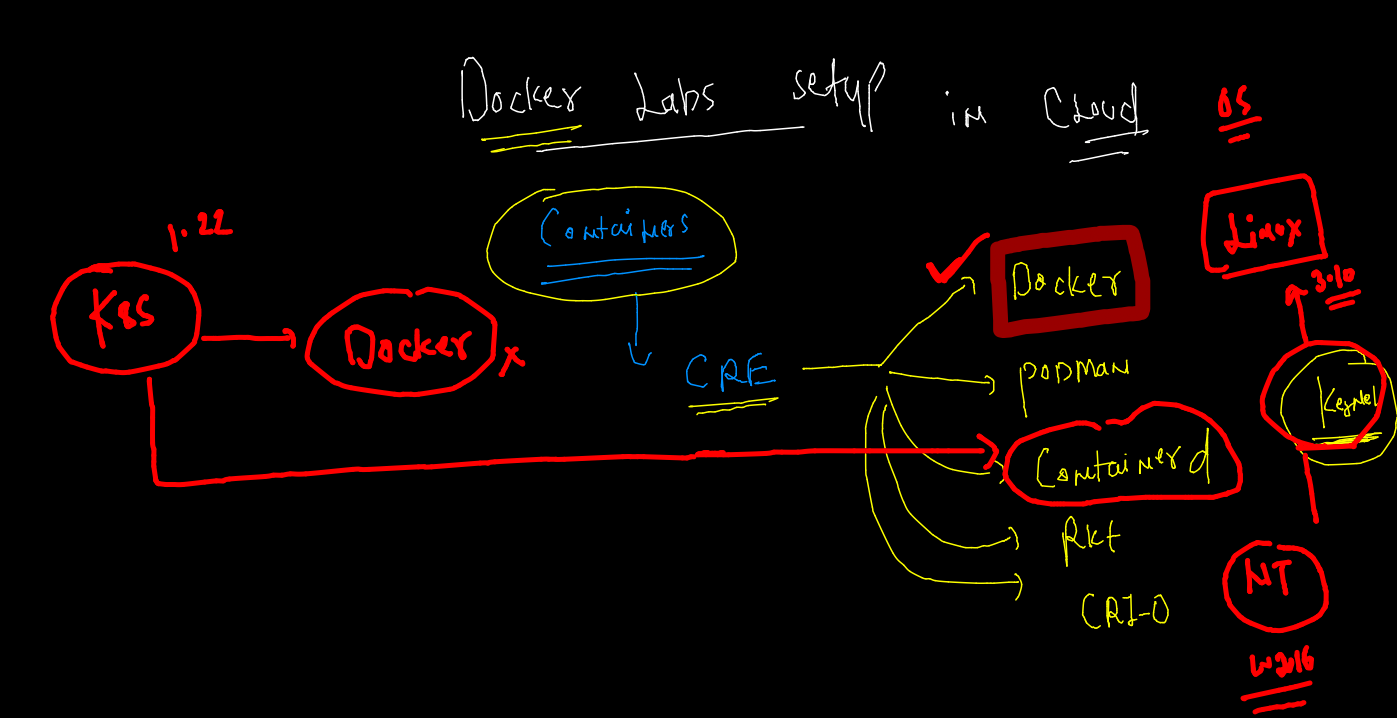 Docker Labs setup in Cloud
OS
1.22
K8S
Docker x
Containers
CRE
Docker
PODMAN
Containerd
Rkt
CRI-O
Linux
3.10
Kernel
NT
W2016